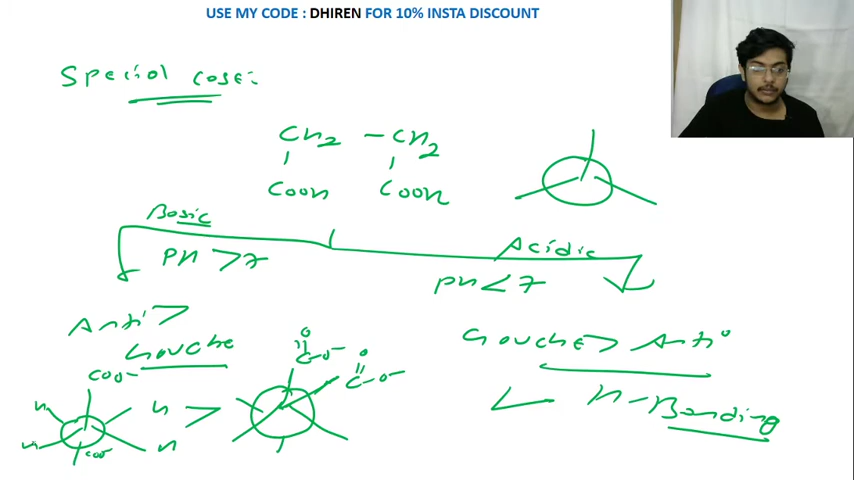 USE MY CODE : DHIREN FOR 10% INSTA DISCOUNT
Special case:
CH2 - CH2
COOH COOH
Basic
PH > 7
Acidic
PH < 7
Anti >
Gauche
Gauche > Anti
H-Bonding
COO-
H H > O
C-O-
O
C-O-
H H
COO-